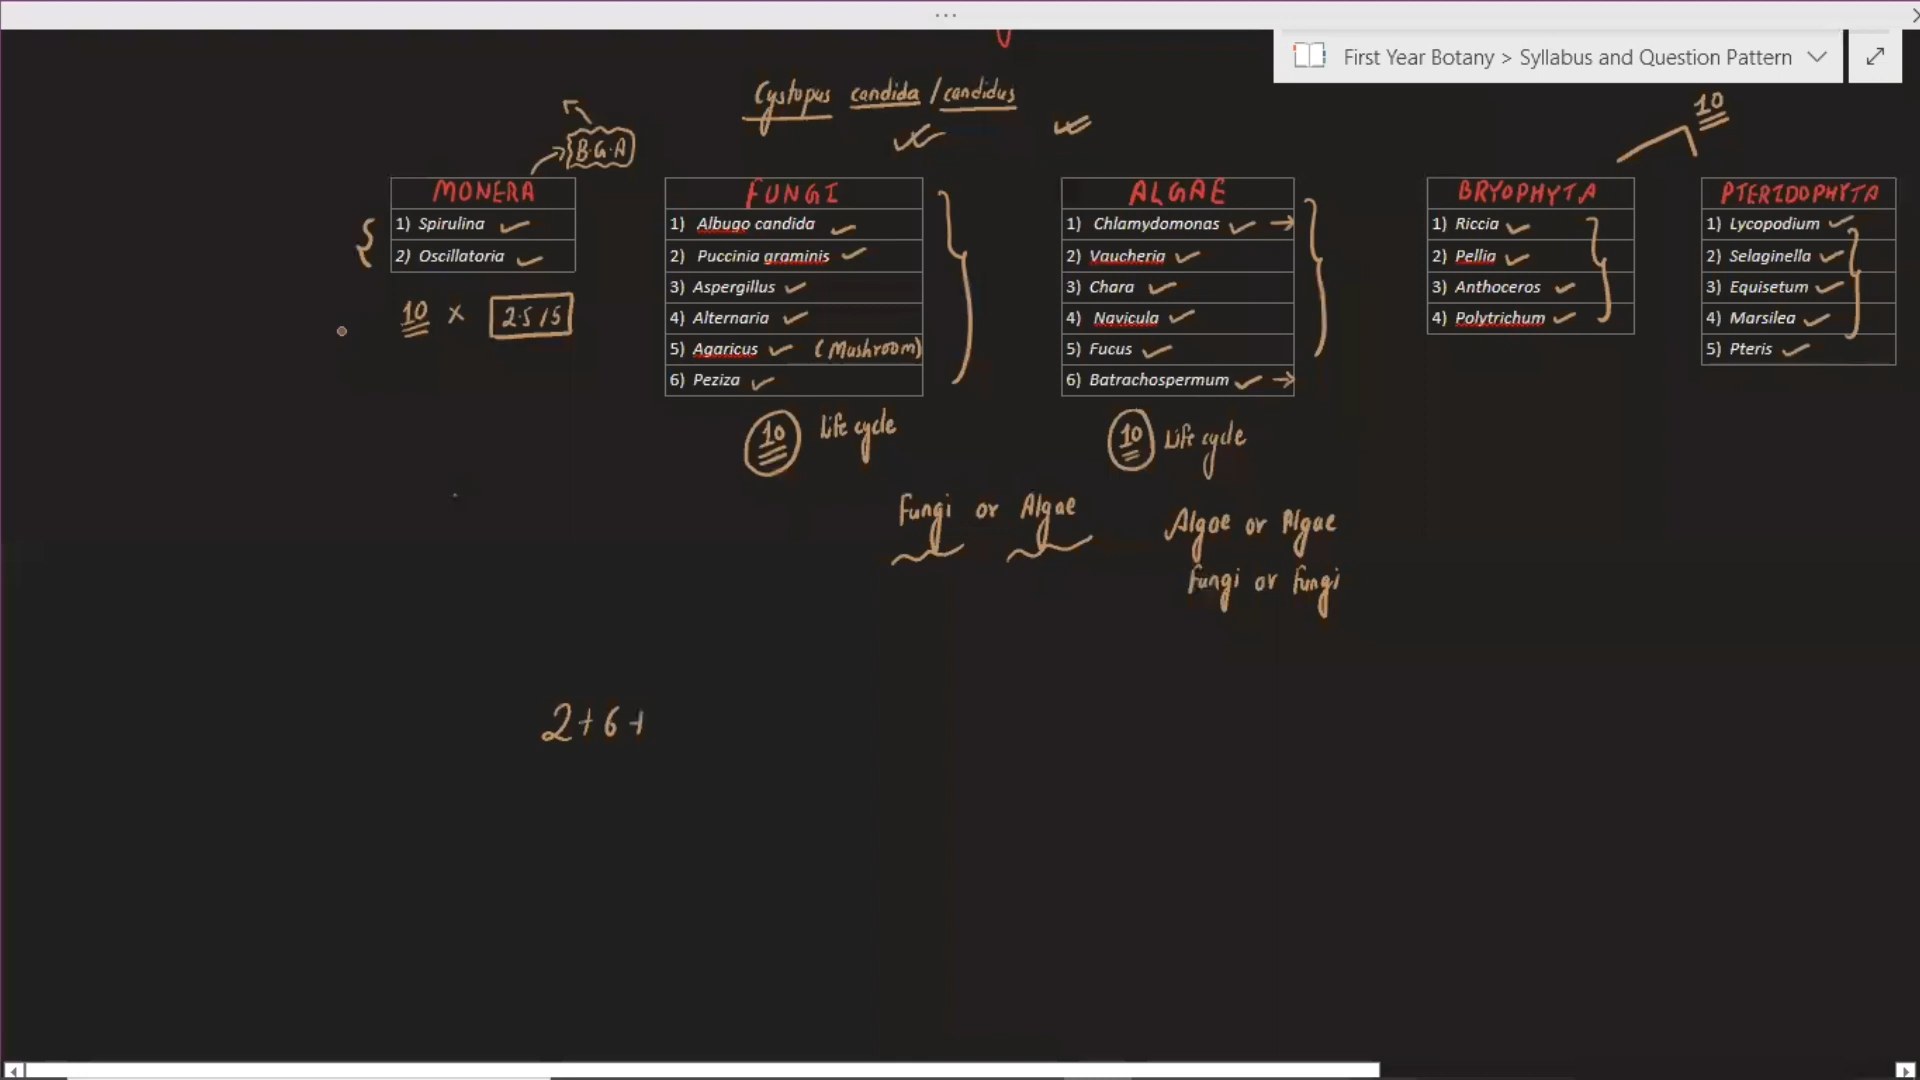 First Year Botany > Syllabus and Question Pattern
Cystopus candida / candidus
10
B.G.A
MONERA
1) Spirulina
2) Oscillatoria
10 x 2.5/5
FUNGI
1) Albugo candida
2) Puccinia graminis
3) Aspergillus
4) Alternaria
5) Agaricus (Mushroom)
6) Peziza
10 Life cycle
ALGAE
1) Chlamydomonas
2) Vaucheria
3) Chara
4) Navicula
5) Fucus
6) Batrachospermum
10 Life cycle
BRYOPHYTA
1) Riccia
2) Pellia
3) Anthoceros
4) Polytrichum
PTERIDOPHYTA
1) Lycopodium
2) Selaginella
3) Equisetum
4) Marsilea
5) Pteris
Fungi or Algae
Algae or Algae
Fungi or Fungi
2+6+